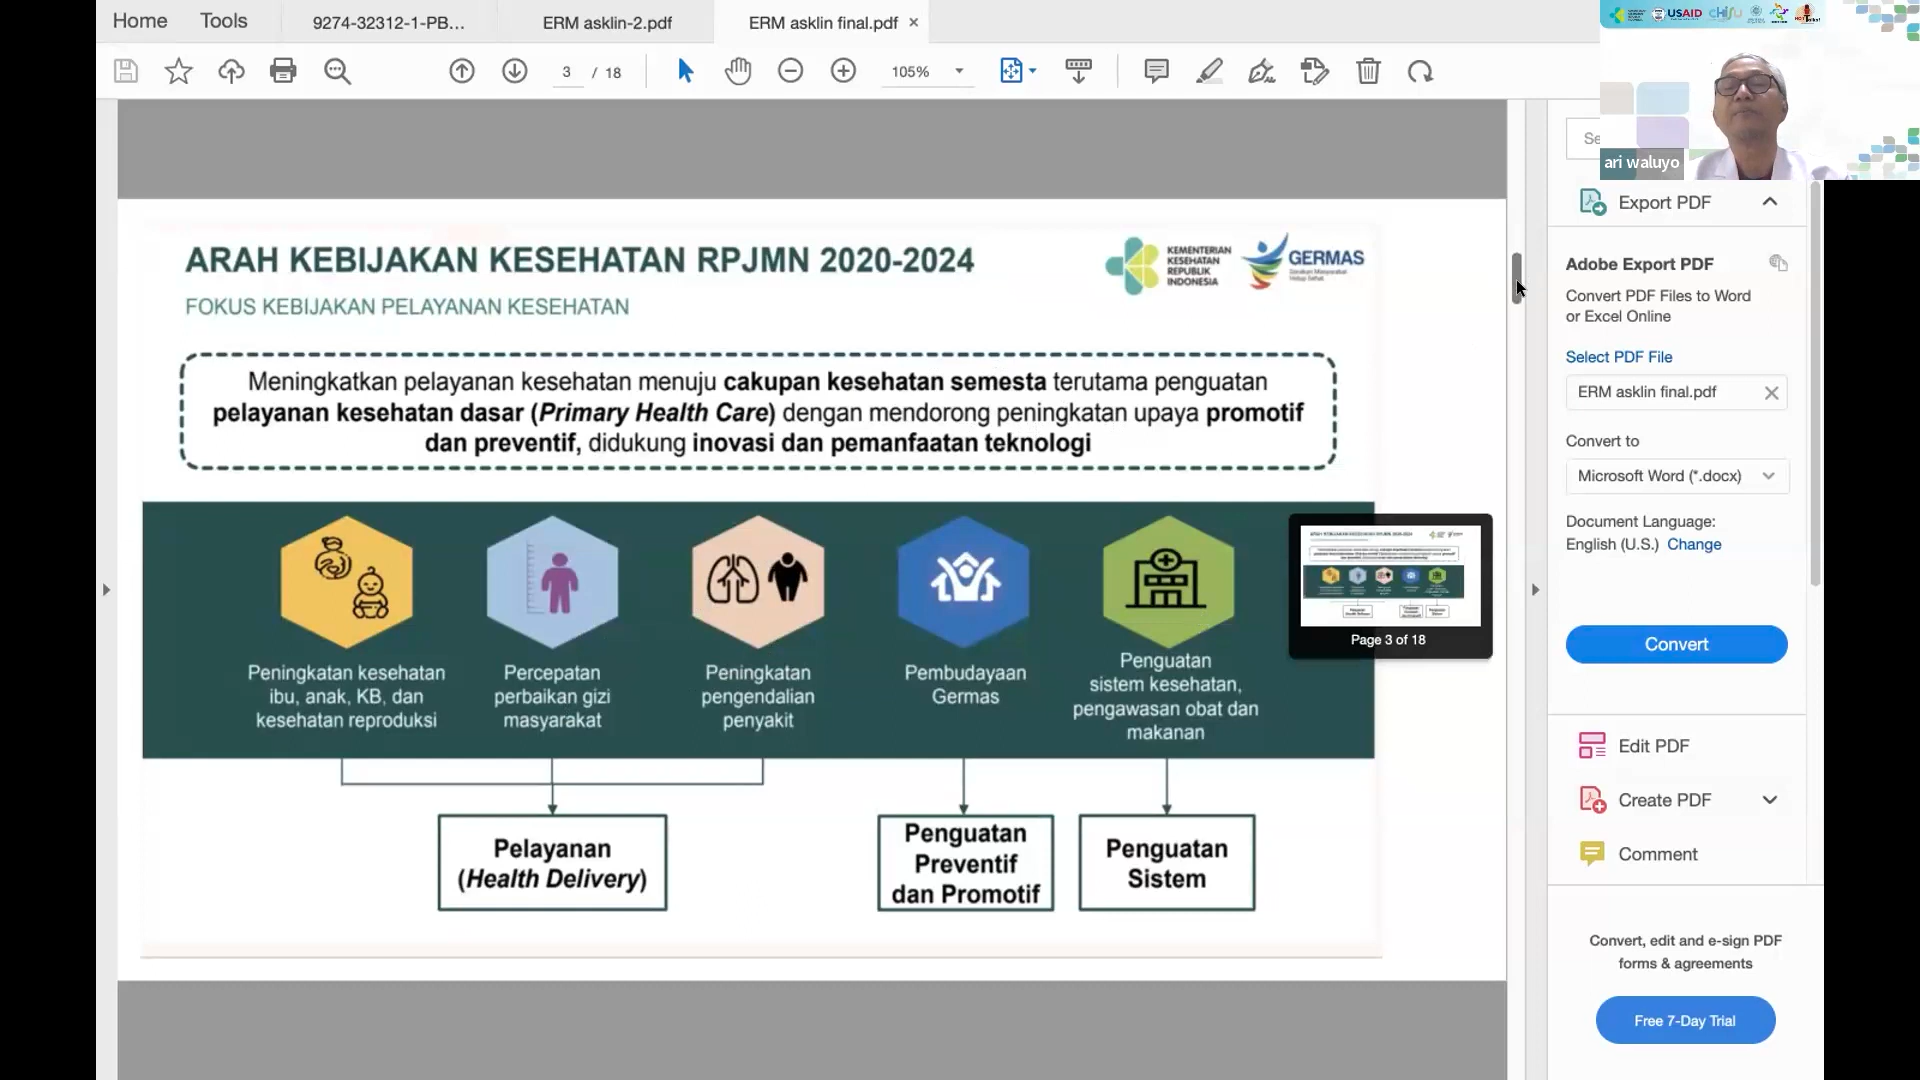 Home
Tools
9274-32312-1-PB...
ERM asklin-2.pdf
ERM asklin final.pdf
3 / 18
105%
USAID
ari waluyo
ARAH KEBIJAKAN KESEHATAN RPJMN 2020-2024
FOKUS KEBIJAKAN PELAYANAN KESEHATAN
KEMENTERIAN
KESEHATAN
REPUBLIK
INDONESIA
GERMAS
Meningkatkan pelayanan kesehatan menuju cakupan kesehatan semesta terutama penguatan
pelayanan kesehatan dasar (Primary Health Care) dengan mendorong peningkatan upaya promotif
dan preventif, didukung inovasi dan pemanfaatan teknologi
Peningkatan kesehatan
ibu, anak, KB, dan
kesehatan reproduksi
Percepatan
perbaikan gizi
masyarakat
Peningkatan
pengendalian
penyakit
Pembudayaan
Germas
Penguatan
sistem kesehatan,
pengawasan obat dan
makanan
Pelayanan
(Health Delivery)
Penguatan
Preventif
dan Promotif
Penguatan
Sistem
Page 3 of 18
Se
Export PDF
Adobe Export PDF
Convert PDF Files to Word
or Excel Online
Select PDF File
ERM asklin final.pdf
Convert to
Microsoft Word (*.docx)
Document Language:
English (U.S.) Change
Convert
Edit PDF
Create PDF
Comment
Convert, edit and e-sign PDF
forms & agreements
Free 7-Day Trial